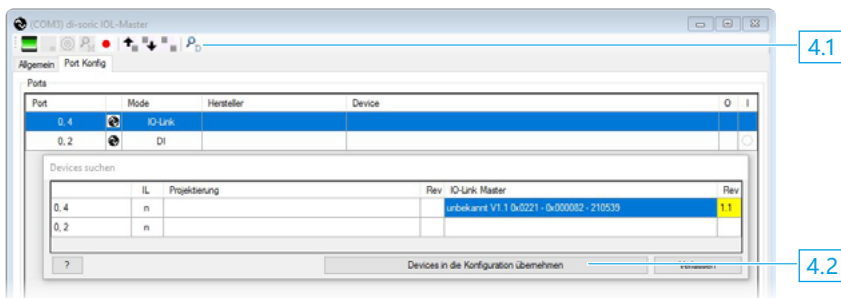 (COM3) di-soric IOL-Master
4.1
Allgemein Port Konfig
Ports
Port Mode Hersteller Device O I
0, 4 IO-Link
0, 2 DI
Devices suchen
IL Projektierung Rev IO-Link Master Rev
0, 4 n unbekannt V1.1 0x0221 - 0x000082 - 210539 1.1
0, 2 n
? Devices in die Konfiguration übernehmen Verlassen
4.2